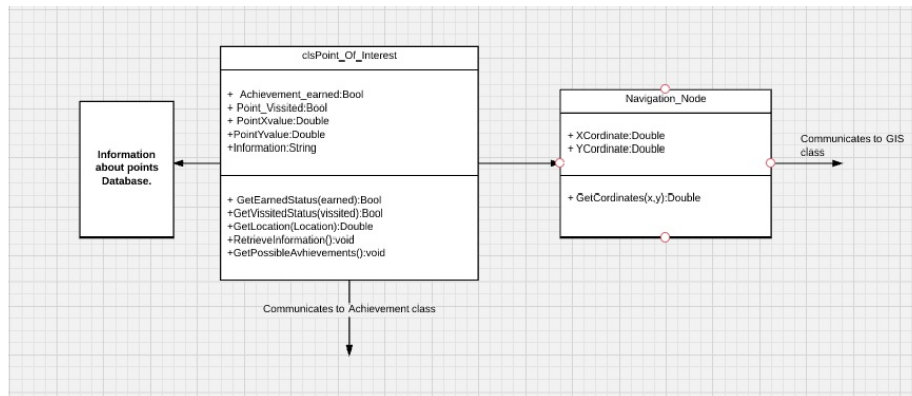 clsPoint_Of_Interest
+ Achievement_earned:Bool
+ Point_Vissited:Bool
+ PointXvalue:Double
+PointYvalue:Double
+Information:String
+ GetEarnedStatus(earned):Bool
+GetVissitedStatus(vissited):Bool
+GetLocation(Location):Double
+RetrieveInformation():void
+GetPossibleAvhievements():void
Information
about points
Database.
Navigation_Node
+ XCordinate:Double
+ YCordinate:Double
+ GetCordinates(x,y):Double
Communicates to GIS
class
Communicates to Achievement class